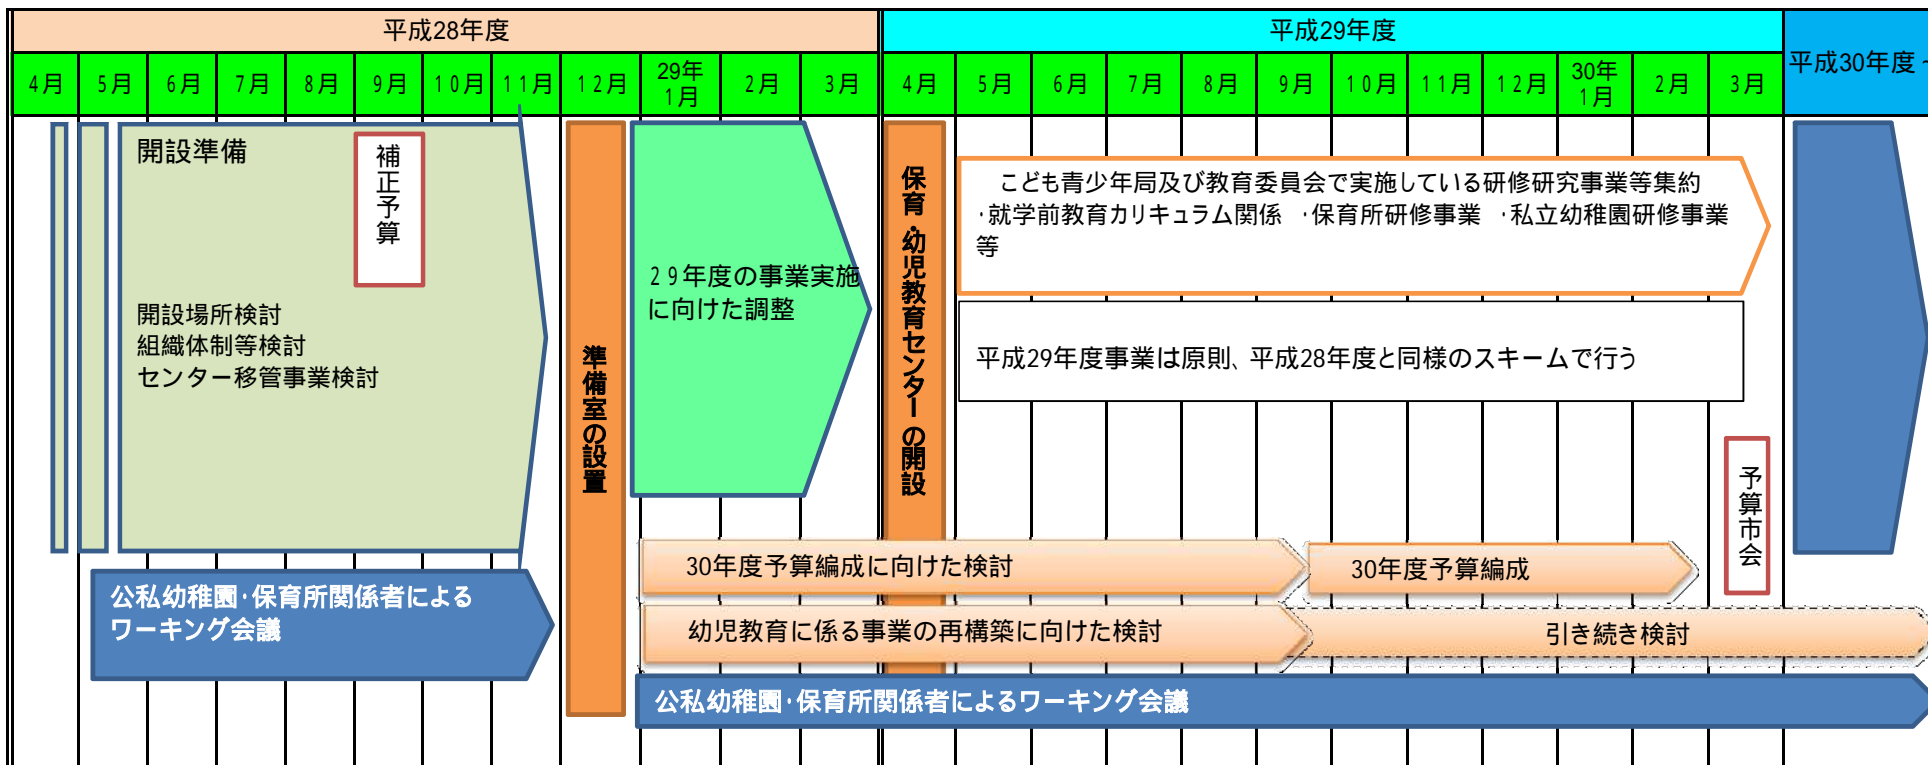 平成28年度
平成29年度
平成30年度～
4月
5月
6月
7月
8月
9月
10月
11月
12月
29年
1月
2月
3月
4月
5月
6月
7月
8月
9月
10月
11月
12月
30年
1月
2月
3月
開設準備
補正予算
開設場所検討
組織体制等検討
センター移管事業検討
準備室の設置
29年度の事業実施
に向けた調整
保育・幼児教育センターの開設
こども青少年局及び教育委員会で実施している研修研究事業等集約
・就学前教育カリキュラム関係　・保育所研修事業　・私立幼稚園研修事業
等
平成29年度事業は原則、平成28年度と同様のスキームで行う
予算市会
30年度予算編成に向けた検討
30年度予算編成
公私幼稚園・保育所関係者による
ワーキング会議
幼児教育に係る事業の再構築に向けた検討
引き続き検討
公私幼稚園・保育所関係者によるワーキング会議